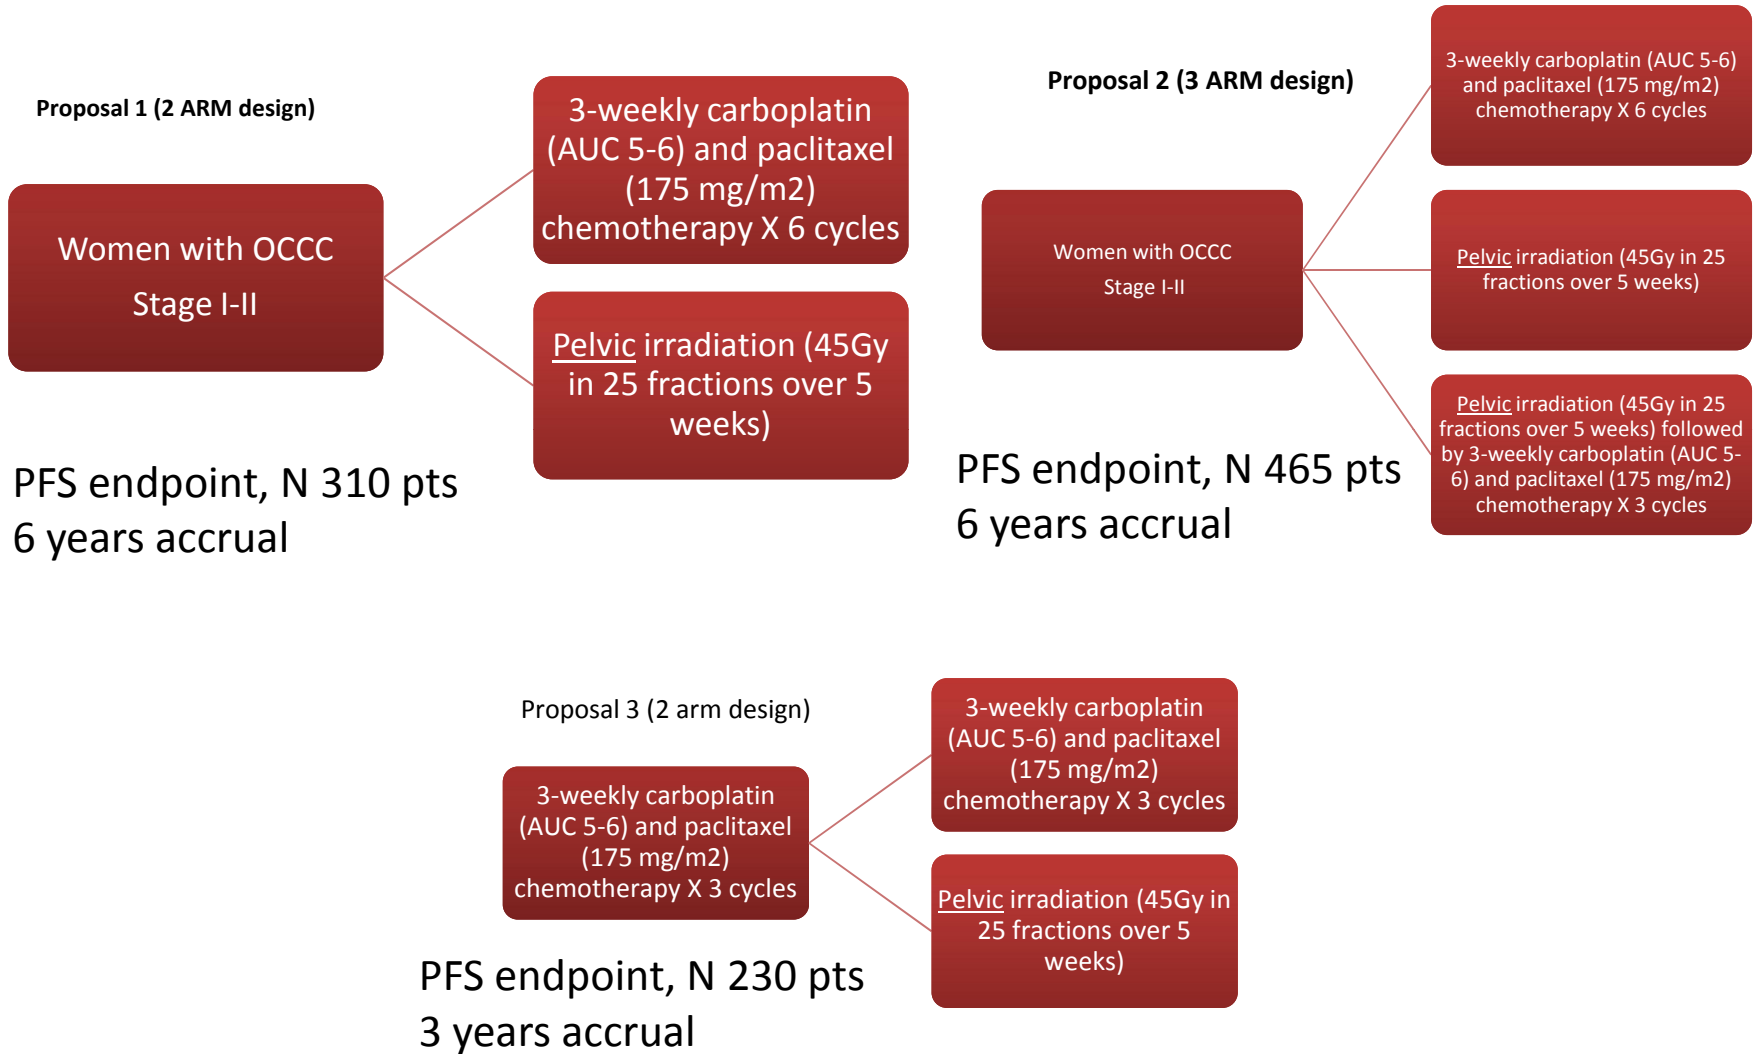 Proposal 1 (2 ARM design)
Women with OCCC
Stage I-II
3-weekly carboplatin
(AUC 5-6) and paclitaxel
(175 mg/m2)
chemotherapy X 6 cycles
Pelvic irradiation (45Gy
in 25 fractions over 5
weeks)
PFS endpoint, N 310 pts
6 years accrual
Proposal 2 (3 ARM design)
Women with OCCC
Stage I-II
3-weekly carboplatin (AUC 5-6)
and paclitaxel (175 mg/m2)
chemotherapy X 6 cycles
Pelvic irradiation (45Gy in 25
fractions over 5 weeks)
Pelvic irradiation (45Gy in 25
fractions over 5 weeks) followed
by 3-weekly carboplatin (AUC 5-
6) and paclitaxel (175 mg/m2)
chemotherapy X 3 cycles
PFS endpoint, N 465 pts
6 years accrual
Proposal 3 (2 arm design)
3-weekly carboplatin
(AUC 5-6) and paclitaxel
(175 mg/m2)
chemotherapy X 3 cycles
3-weekly carboplatin
(AUC 5-6) and paclitaxel
(175 mg/m2)
chemotherapy X 3 cycles
Pelvic irradiation (45Gy in
25 fractions over 5
weeks)
PFS endpoint, N 230 pts
3 years accrual